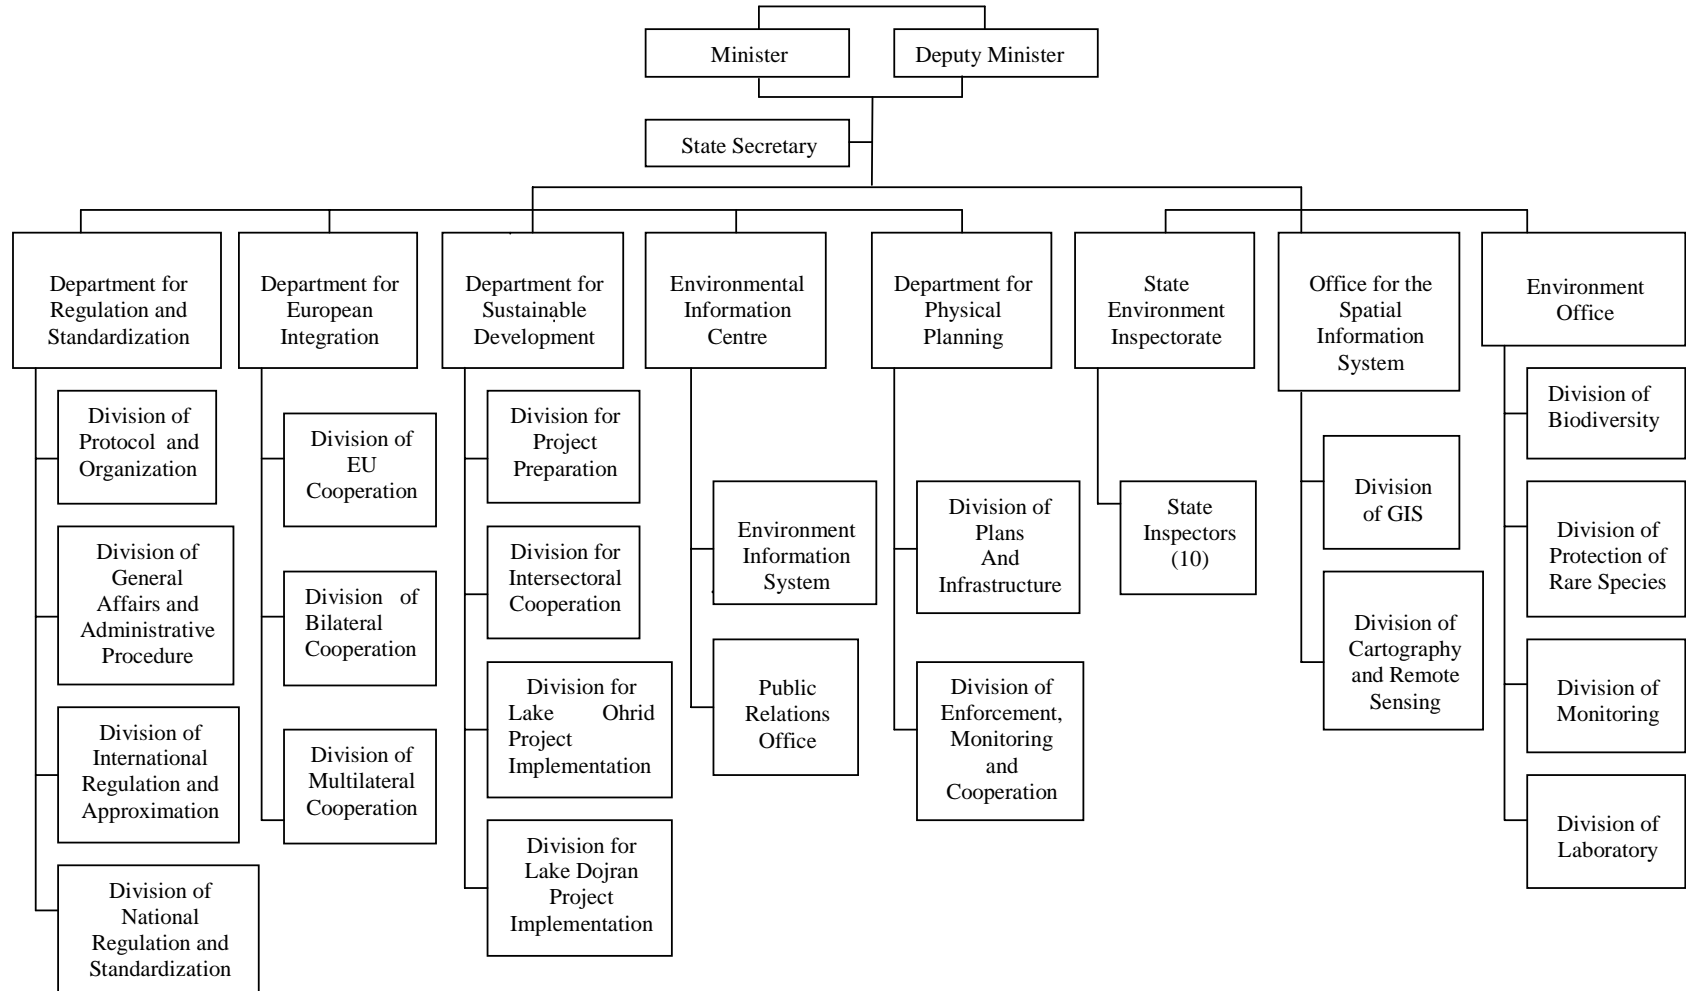 Minister
Deputy Minister
State Secretary
Department for
Regulation and
Standardization
Department for
European
Integration
Department for
Sustainable
Development
Environmental
Information
Centre
Department for
Physical
Planning
State
Environment
Inspectorate
Office for the
Spatial
Information
System
Environment
Office
Division of
Protocol and
Organization
Division of
General
Affairs and
Administrative
Procedure
Division of
International
Regulation and
Approximation
Division of
National
Regulation and
Standardization
Division of
EU
Cooperation
Division of
Bilateral
Cooperation
Division of
Multilateral
Cooperation
Division for
Project
Preparation
Division for
Intersectoral
Cooperation
Division for
Lake Ohrid
Project
Implementation
Division for
Lake Dojran
Project
Implementation
Environment
Information
System
Public
Relations
Office
Division of
Plans
And
Infrastructure
Division of
Enforcement,
Monitoring
and
Cooperation
State
Inspectors
(10)
Division
of GIS
Division of
Cartography
and Remote
Sensing
Division of
Biodiversity
Division of
Protection of
Rare Species
Division of
Monitoring
Division of
Laboratory